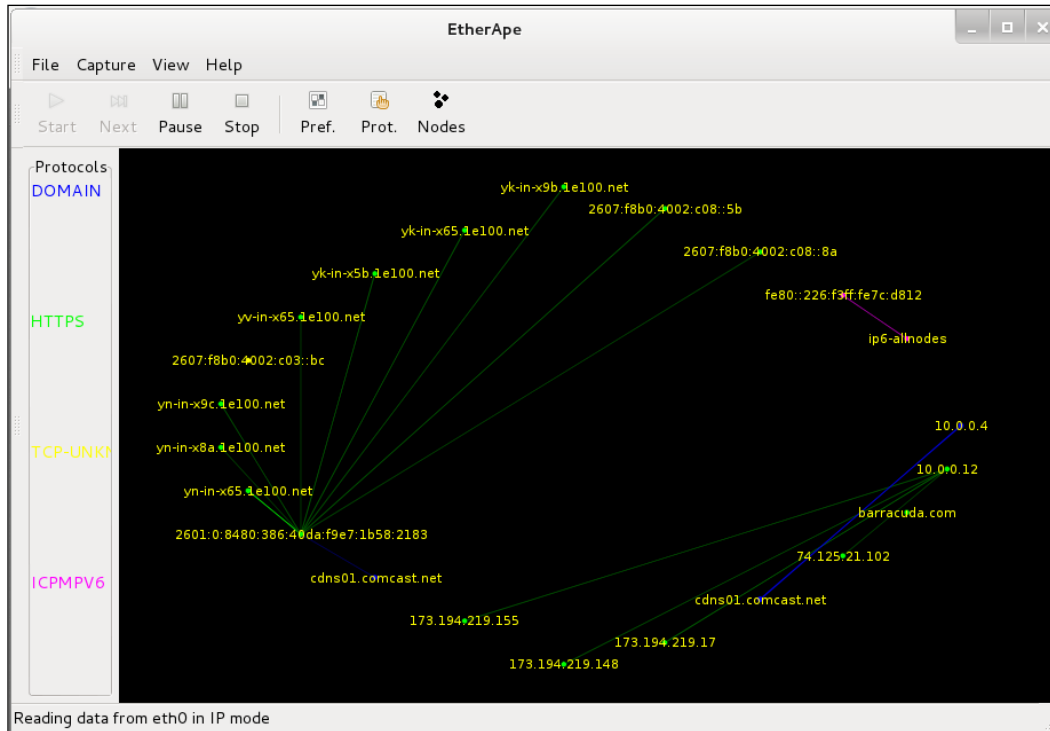 EtherApe
File Capture View Help
Start Next Pause Stop Pref. Prot. Nodes
Protocols
DOMAIN
HTTPS
TCP-UNKN
ICPMPV6
yk-in-x9b.1e100.net
2607:f8b0:4002:c08::5b
yk-in-x65.1e100.net
2607:f8b0:4002:c08::8a
yk-in-x5b.1e100.net
fe80::226:f3ff:fe7c:d812
yv-in-x65.1e100.net
ip6-allnodes
2607:f8b0:4002:c03::bc
yn-in-x9c.1e100.net
10.0.0.4
yn-in-x8a.1e100.net
10.0.0.12
yn-in-x65.1e100.net
barracuda.com
2601:0:8480:386:40da:f9e7:1b58:2183
74.125.21.102
cdns01.comcast.net
cdns01.comcast.net
173.194.219.155
173.194.219.17
173.194.219.148
Reading data from eth0 in IP mode